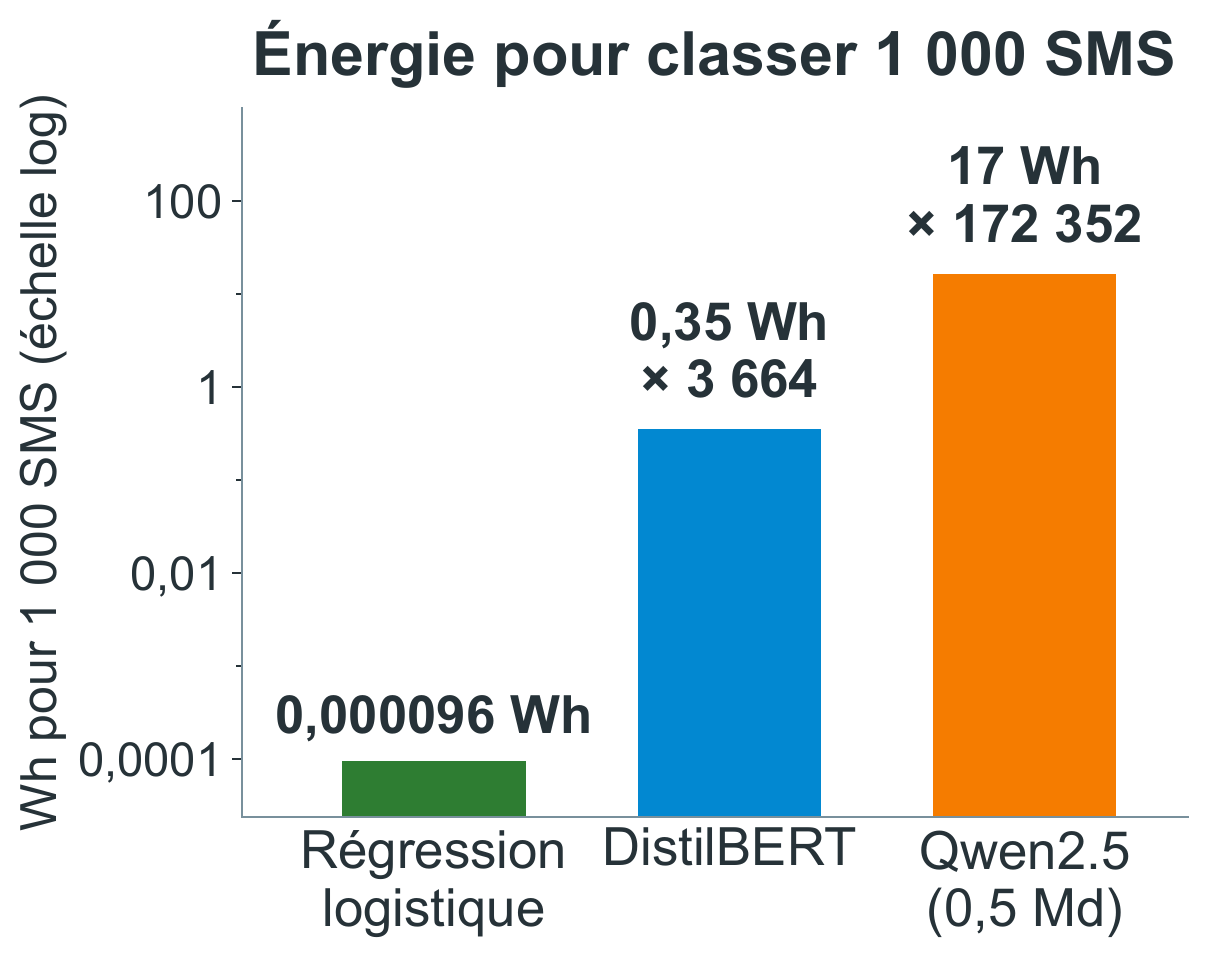 Énergie pour classer 1 000 SMS
Wh pour 1 000 SMS (échelle log)
100
1
0,01
0,0001
0,000096 Wh
0,35 Wh
× 3 664
17 Wh
× 172 352
Régression
logistique
DistilBERT
Qwen2.5
(0,5 Md)